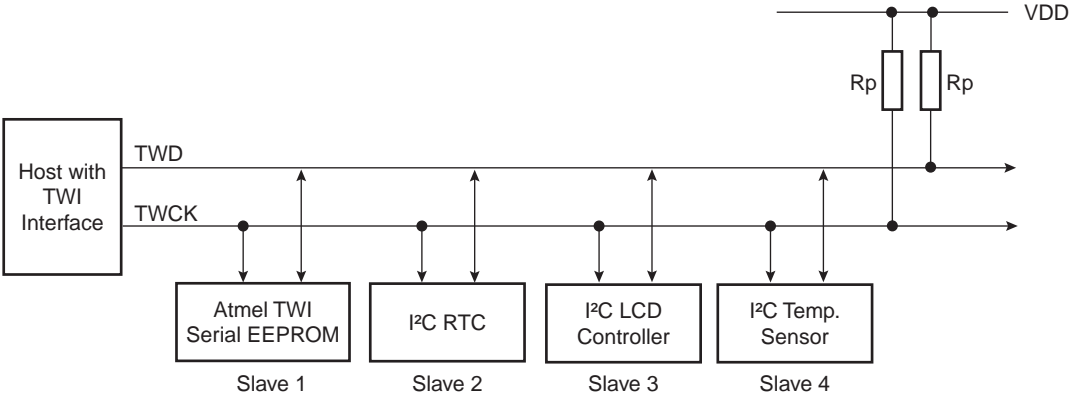 VDD
Rp
Rp
Host with
TWI
Interface
TWD
TWCK
Atmel TWI
Serial EEPROM
I²C RTC
I²C LCD
Controller
I²C Temp.
Sensor
Slave 1
Slave 2
Slave 3
Slave 4